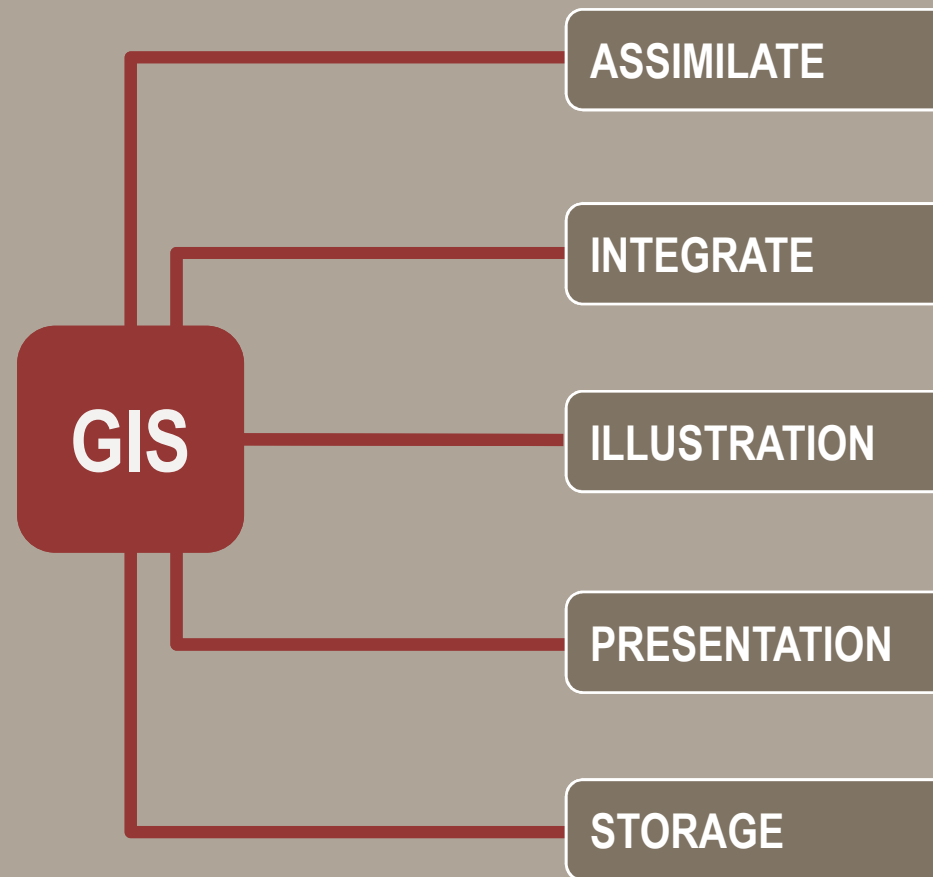 ASSIMILATE
INTEGRATE
GIS
ILLUSTRATION
PRESENTATION
STORAGE